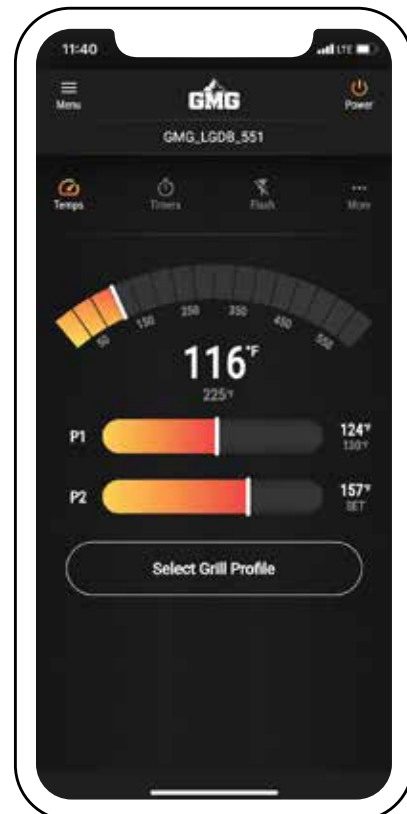 11:40 LTE
GMG
Menu Power
GMG_LGDB_551
Temps Timers Flash More
50 150 250 350 450 550
116°F
225°F
P1 124°F
130°F
P2 157°F
SET
Select Grill Profile